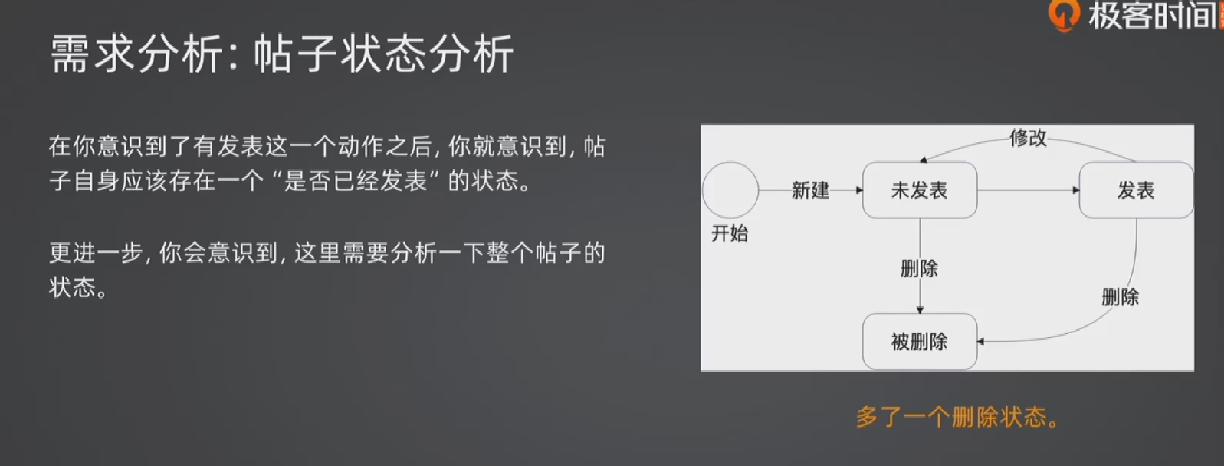 极客时间
需求分析：帖子状态分析
在你意识到了有发表这一个动作之后，你就意识到，帖
子自身应该存在一个“是否已经发表”的状态。
更进一步，你会意识到，这里需要分析一下整个帖子的
状态。
修改
新建
未发表
发表
开始
删除
删除
被删除
多了一个删除状态。